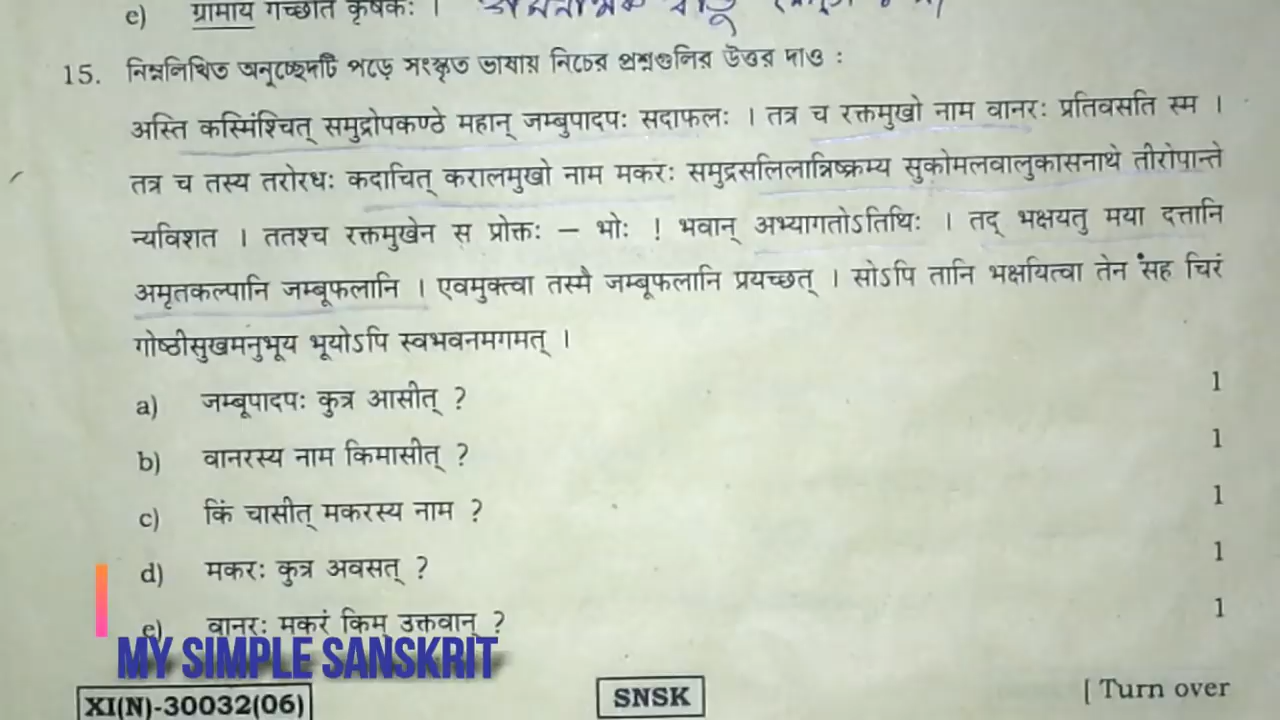 e) ग्रामाय गच्छति कृषकः ।
15. নিম্নলিখিত অনুচ্ছেদটি পড়ে সংস্কৃত ভাষায় নিচের প্রশ্নগুলির উত্তর দাও :
अस्ति कस्मिंश्चित् समुद्रोपकण्ठे महान् जम्बुपादपः सदाफलः । तत्र च रक्तमुखो नाम वानरः प्रतिवसति स्म ।
तत्र च तस्य तरोरधः कदाचित् करालमुखो नाम मकरः समुद्रसलिलान्निष्क्रम्य सुकोमलवालुकासनाथे तीरोपान्ते
न्यविशत । ततश्च रक्तमुखेन स प्रोक्तः – भोः ! भवान् अभ्यागतोऽतिथिः । तद् भक्षयतु मया दत्तानि
अमृतकल्पानि जम्बूफलानि । एवमुक्त्वा तस्मै जम्बूफलानि प्रयच्छत् । सोऽपि तानि भक्षयित्वा तेन सह चिरं
गोष्ठीसुखमनुभूय भूयोऽपि स्वभवनमगमत् ।
a) जम्बूपादपः कुत्र आसीत् ? 1
b) वानरस्य नाम किमासीत् ? 1
c) किं चासीत् मकरस्य नाम ? 1
d) मकरः कुत्र अवसत् ? 1
e) वानरः मकरं किम् उक्तवान् ? 1
MY SIMPLE SANSKRIT
XI(N)-30032(06) SNSK [ Turn over